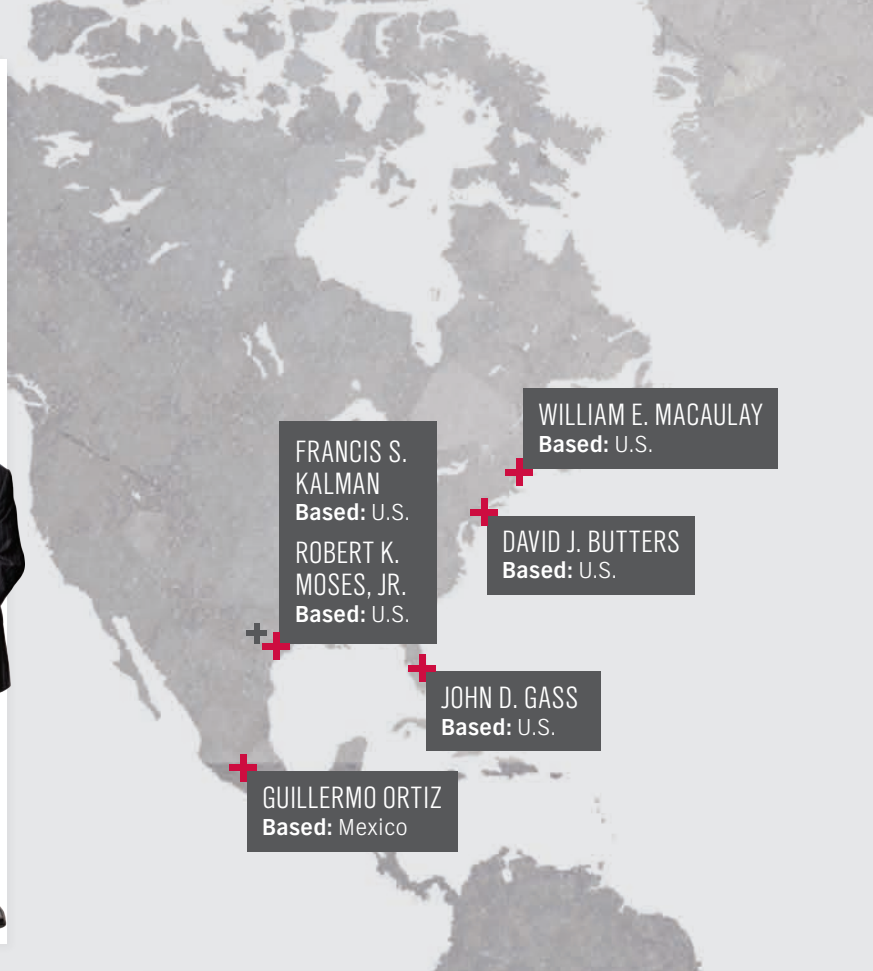 WILLIAM E. MACAULAY
Based: U.S.
FRANCIS S.
KALMAN
Based: U.S.
ROBERT K.
MOSES, JR.
Based: U.S.
DAVID J. BUTTERS
Based: U.S.
JOHN D. GASS
Based: U.S.
GUILLERMO ORTIZ
Based: Mexico